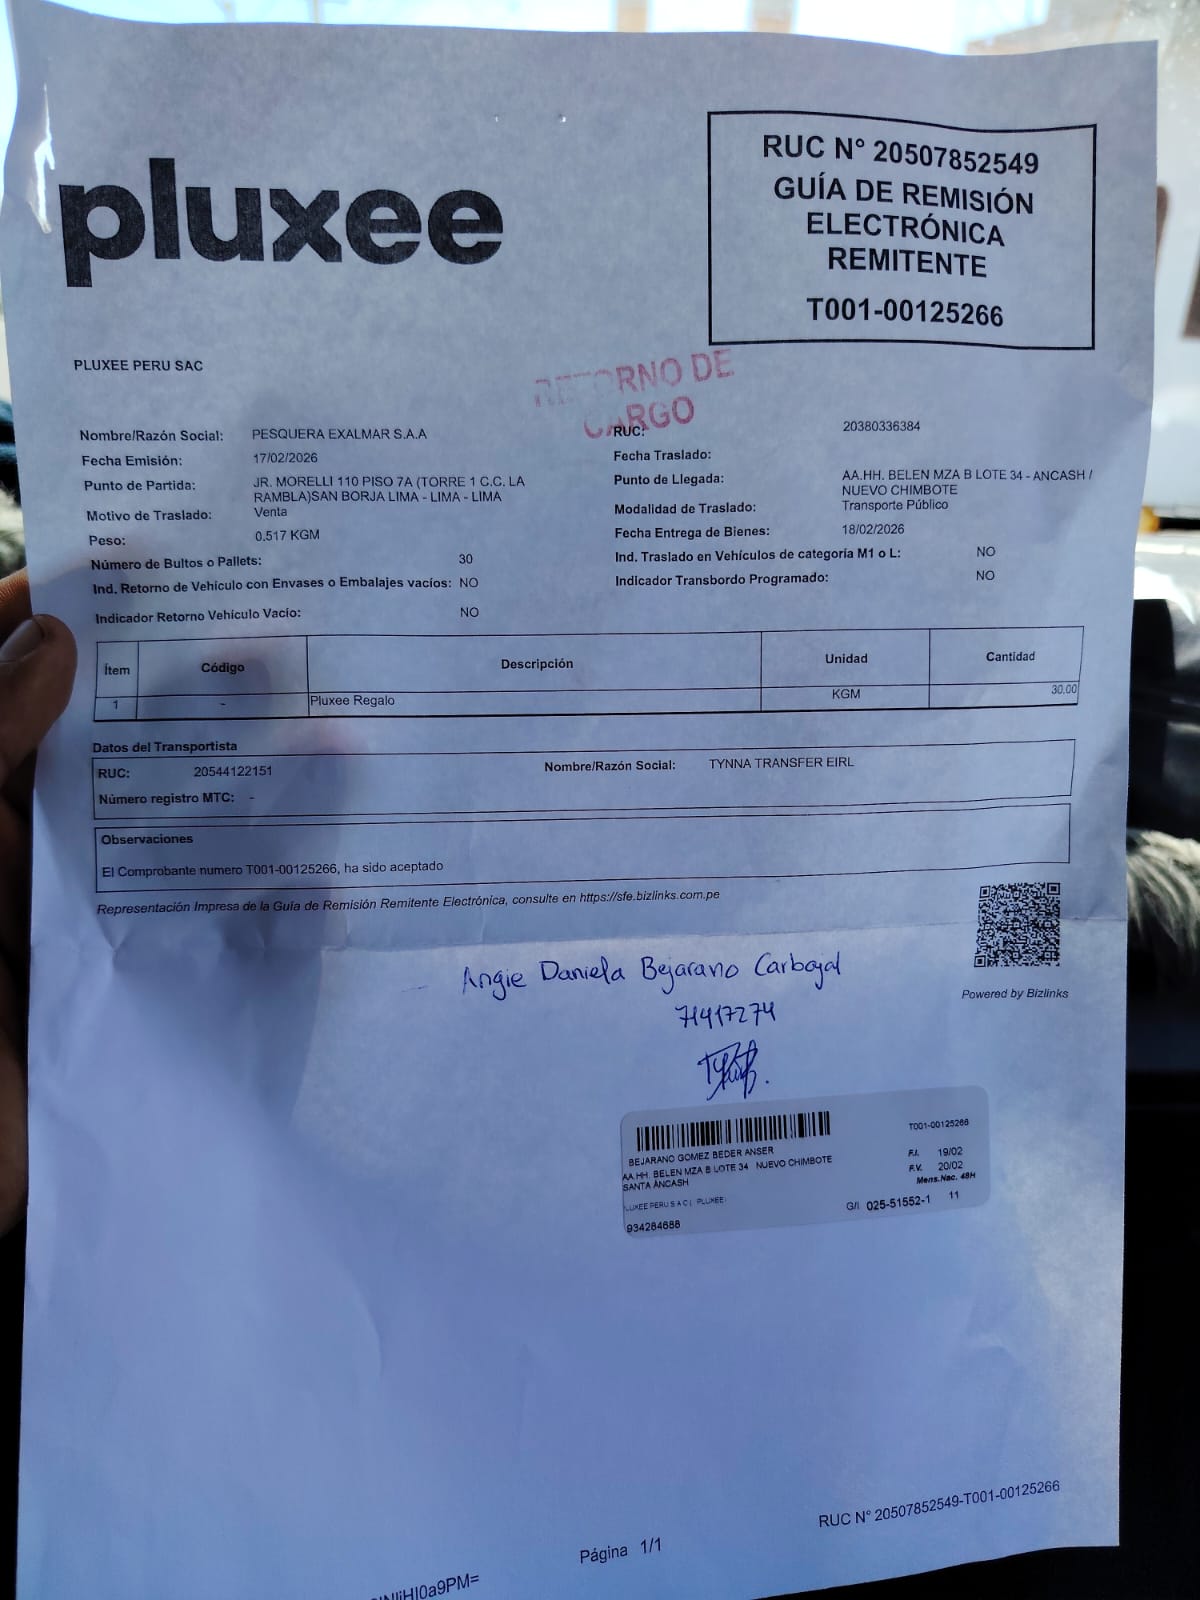 pluxee
RUC N° 20507852549
GUÍA DE REMISIÓN
ELECTRÓNICA
REMITENTE
T001-00125266
PLUXEE PERU SAC
RETORNO DE
CARGO
Nombre/Razón Social: PESQUERA EXALMAR S.A.A
RUC: 20380336384
Fecha Emisión: 17/02/2026
Fecha Traslado:
Punto de Partida: JR. MORELLI 110 PISO 7A (TORRE 1 C.C. LA
RAMBLA)SAN BORJA LIMA - LIMA - LIMA
Punto de Llegada: AA.HH. BELEN MZA B LOTE 34 - ANCASH /
NUEVO CHIMBOTE
Motivo de Traslado: Venta
Modalidad de Traslado: Transporte Público
Peso: 0.517 KGM
Fecha Entrega de Bienes: 18/02/2026
Número de Bultos o Pallets: 30
Ind. Traslado en Vehículos de categoría M1 o L: NO
Ind. Retorno de Vehículo con Envases o Embalajes vacíos: NO
Indicador Transbordo Programado: NO
Indicador Retorno Vehículo Vacío: NO
Ítem Código Descripción Unidad Cantidad
1 - Pluxee Regalo KGM 30.00
Datos del Transportista
RUC: 20544122151 Nombre/Razón Social: TYNNA TRANSFER EIRL
Número registro MTC: -
Observaciones
El Comprobante numero T001-00125266, ha sido aceptado
Representación Impresa de la Guía de Remisión Remitente Electrónica, consulte en https://sfe.bizlinks.com.pe
Powered by Bizlinks
Angie Daniela Bejarano Carbajal
71417274
T001-00125266
BEJARANO GOMEZ BEDER ANSER
AA.HH. BELEN MZA B LOTE 34 NUEVO CHIMBOTE
SANTA ANCASH
F.I. 19/02
F.V. 20/02
Mens.Nac. 48H
LUXEE PERU S A C ( PLUXEE)
G/I 025-51552-1 11
934284688
RUC N° 20507852549-T001-00125266
Página 1/1